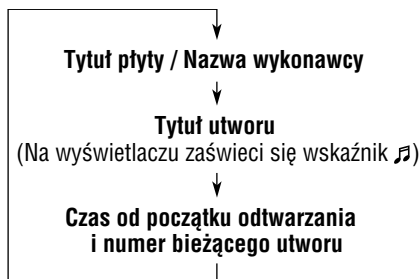 Tytuł płyty / Nazwa wykonawcy
Tytuł utworu
(Na wyświetlaczu zaświeci się wskaźnik ♫)
Czas od początku odtwarzania
i numer bieżącego utworu